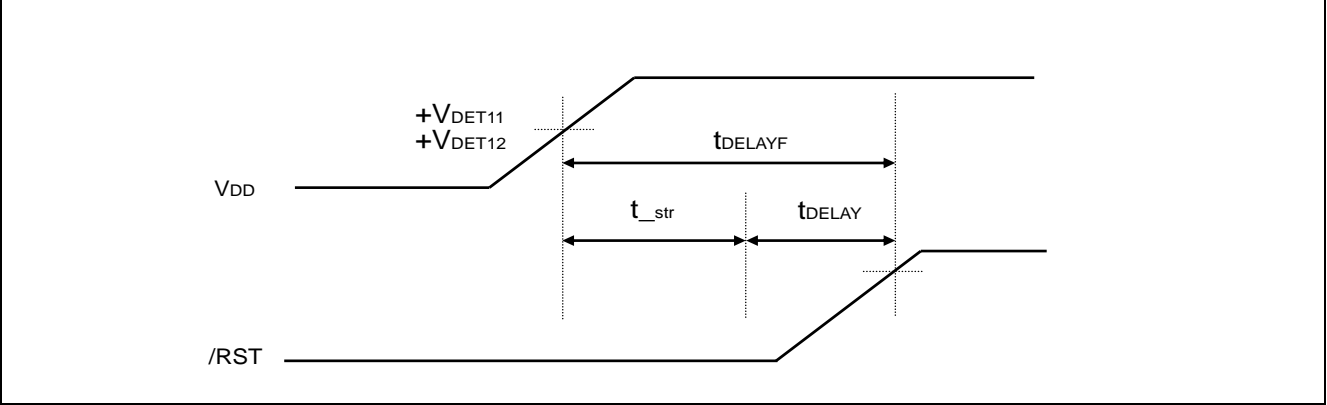 +VDET11
+VDET12
tDELAYF
VDD
t_str
tDELAY
/RST